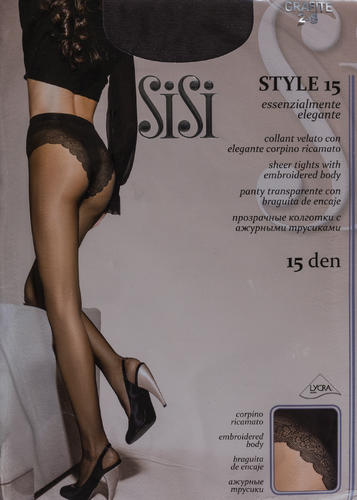 GRAFITE
2-S
SiSi
STYLE 15
essenzialmente
elegante
collant velato con
elegante corpino ricamato
sheer tights with
embroidered body
panty transparente con
braguita de encaje
прозрачные колготки с
ажурными трусиками
15 den
LYCRA
corpino
ricamato
embroidered
body
braguita
de encaje
ажурные
трусики